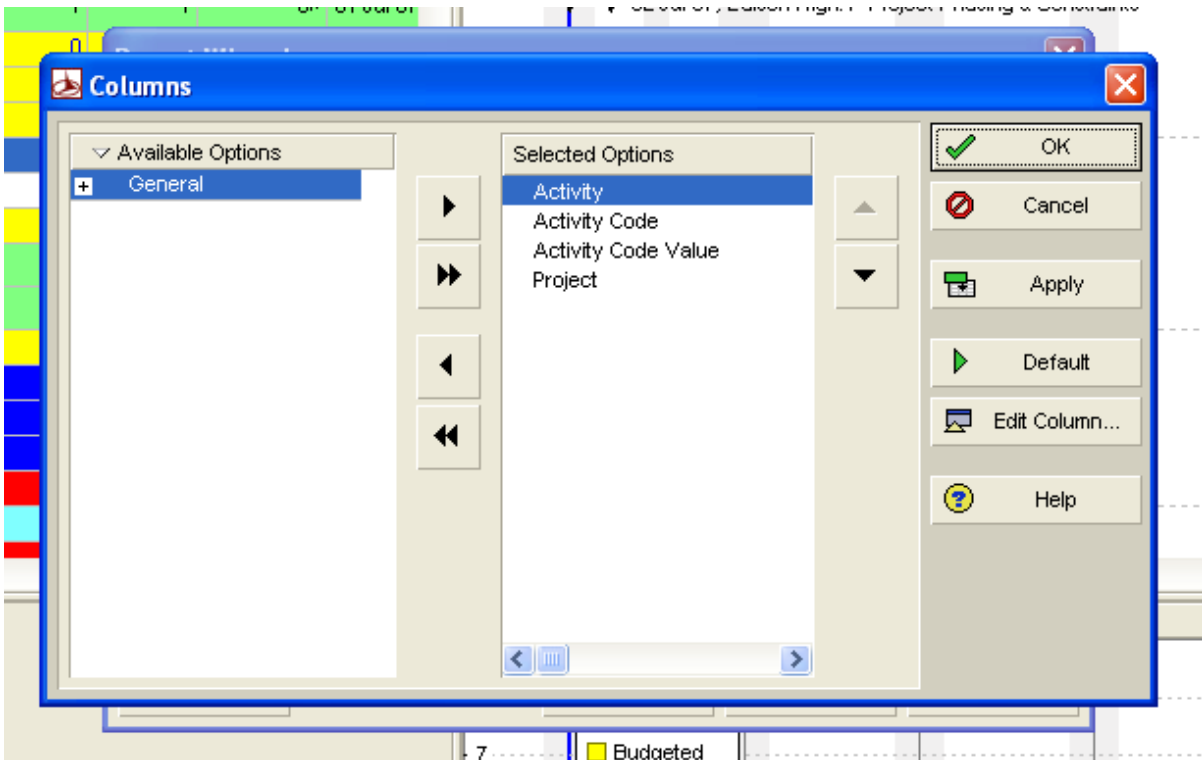 Columns
Available Options
General
Selected Options
Activity
Activity Code
Activity Code Value
Project
OK
Cancel
Apply
Default
Edit Column...
Help
7
Budgeted